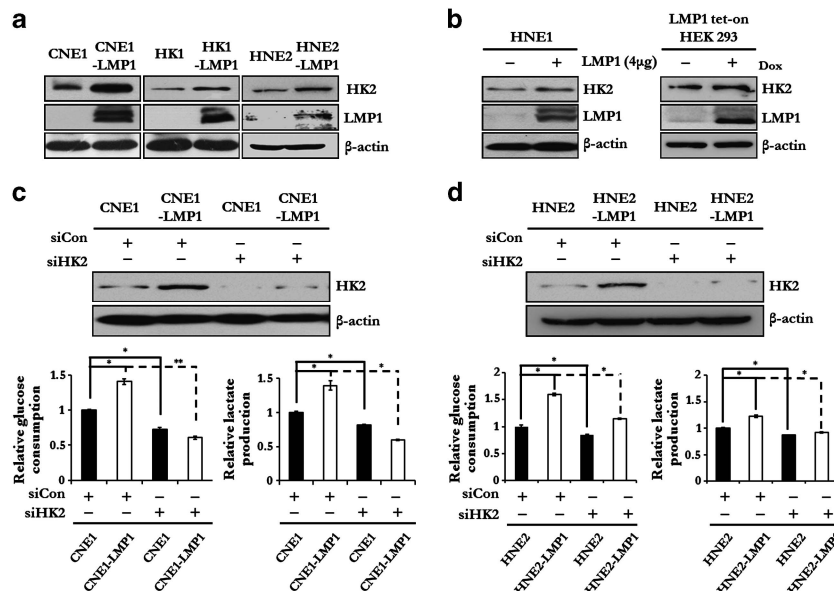 a
CNE1
CNE1
-LMP1
HK1
HK1
-LMP1
HNE2
HNE2
-LMP1
HK2
LMP1
β-actin
b
HNE1
LMP1 tet-on
HEK 293
− + LMP1 (4μg)
− + Dox
HK2
LMP1
β-actin
HK2
LMP1
β-actin
c
CNE1
CNE1
-LMP1
CNE1
CNE1
-LMP1
siCon + + − −
siHK2 − − + +
HK2
β-actin
Relative glucose
consumption
1.5
1.0
0.5
0
* * **
siCon + + − −
siHK2 − − + +
CNE1
CNE1-LMP1
CNE1
CNE1-LMP1
Relative lactate
production
1.5
1.0
0.5
0
* * *
+ + − −
− − + +
CNE1
CNE1-LMP1
CNE1
CNE1-LMP1
d
HNE2
HNE2
-LMP1
HNE2
HNE2
-LMP1
siCon + + − −
siHK2 − − + +
HK2
β-actin
Relative glucose
consumption
2
1.5
1
0.5
0
* * *
siCon + + − −
siHK2 − − + +
HNE2
HNE2-LMP1
HNE2
HNE2-LMP1
Relative lactate
production
2
1.5
1
0.5
0
* * *
+ + − −
− − + +
HNE2
HNE2-LMP1
HNE2
HNE2-LMP